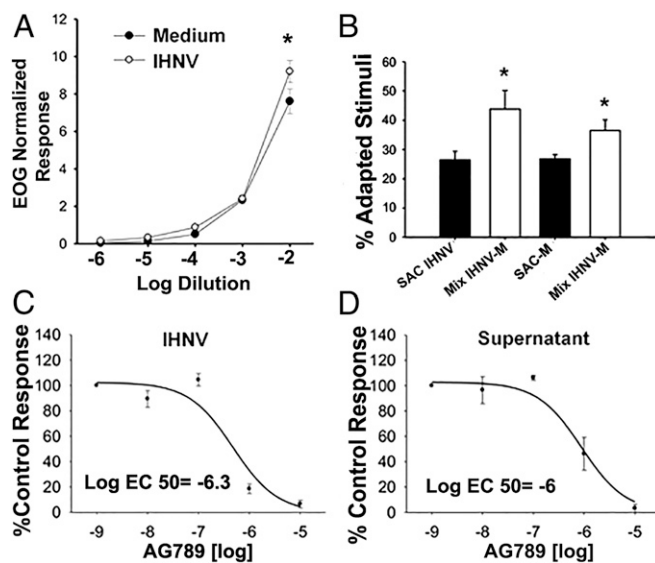 A
Medium
IHNV
*
EOG Normalized
Response
12
10
8
6
4
2
0
-6 -5 -4 -3 -2
Log Dilution
B
% Adapted Stimuli
60
50
40
30
20
10
0
*
*
SAC IHNV
Mix IHNV-M
SAC-M
Mix IHNV-M
C
IHNV
%Control Response
140
120
100
80
60
40
20
0
Log EC 50= -6.3
-9 -8 -7 -6 -5
AG789 [log]
D
Supernatant
% Control Response
140
120
100
80
60
40
20
0
Log EC 50= -6
-9 -8 -7 -6 -5
AG789 [log]